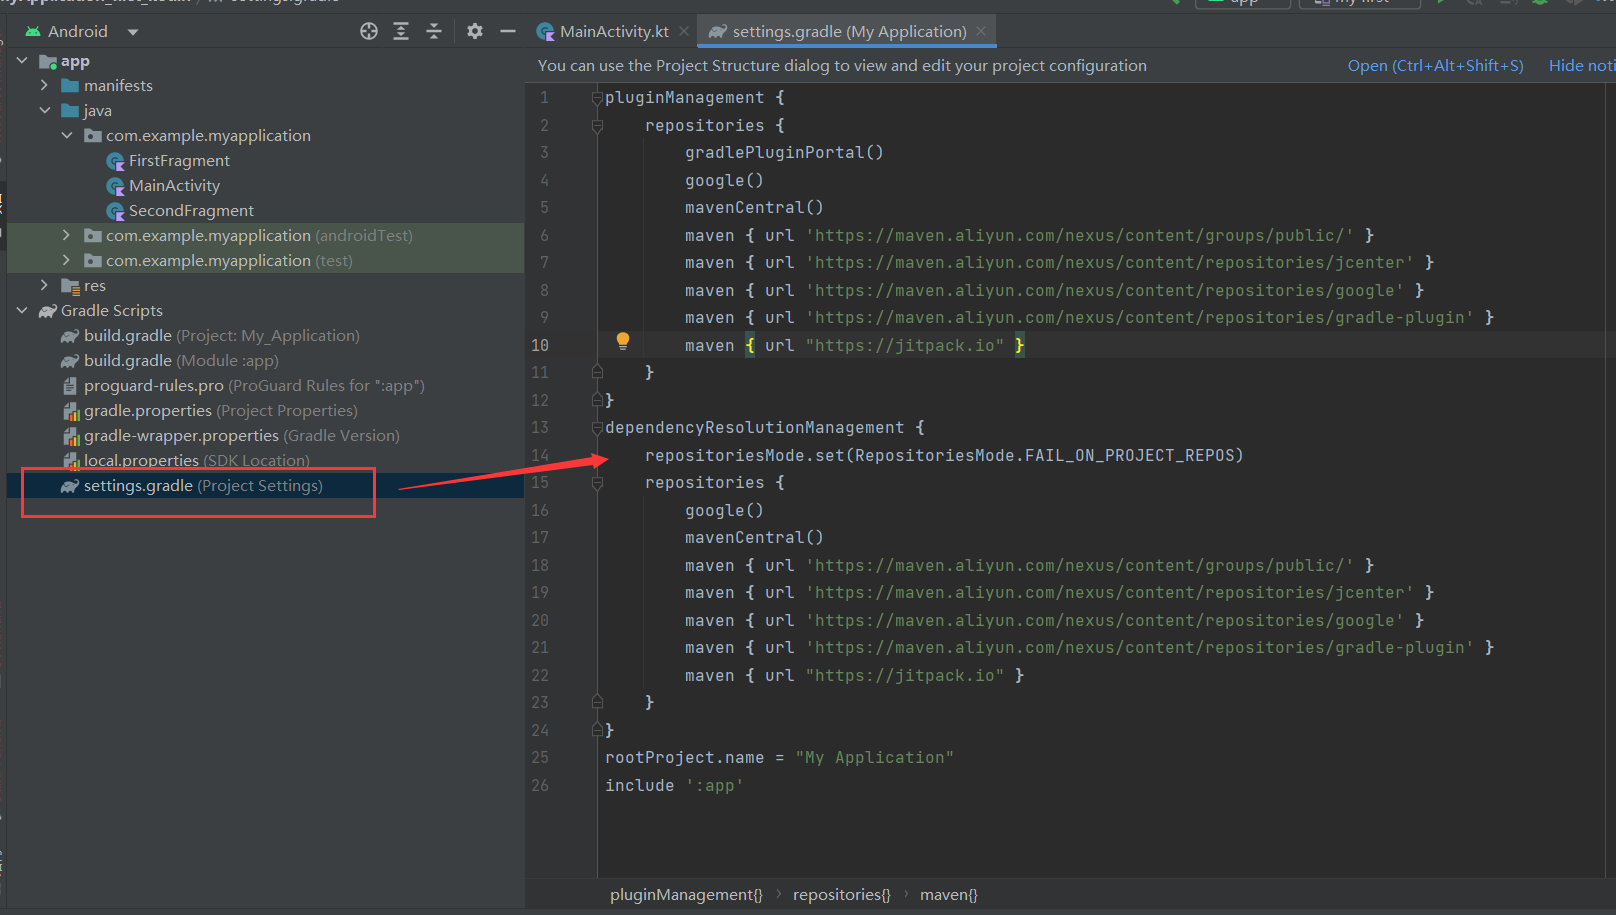 Android
MainActivity.kt
settings.gradle (My Application)
You can use the Project Structure dialog to view and edit your project configuration
Open (Ctrl+Alt+Shift+S)
Hide noti
app
manifests
java
com.example.myapplication
FirstFragment
MainActivity
SecondFragment
com.example.myapplication (androidTest)
com.example.myapplication (test)
res
Gradle Scripts
build.gradle (Project: My_Application)
build.gradle (Module :app)
proguard-rules.pro (ProGuard Rules for ":app")
gradle.properties (Project Properties)
gradle-wrapper.properties (Gradle Version)
local.properties (SDK Location)
settings.gradle (Project Settings)
1 pluginManagement {
2 repositories {
3 gradlePluginPortal()
4 google()
5 mavenCentral()
6 maven { url 'https://maven.aliyun.com/nexus/content/groups/public/' }
7 maven { url 'https://maven.aliyun.com/nexus/content/repositories/jcenter' }
8 maven { url 'https://maven.aliyun.com/nexus/content/repositories/google' }
9 maven { url 'https://maven.aliyun.com/nexus/content/repositories/gradle-plugin' }
10 maven { url "https://jitpack.io" }
11 }
12 }
13 dependencyResolutionManagement {
14 repositoriesMode.set(RepositoriesMode.FAIL_ON_PROJECT_REPOS)
15 repositories {
16 google()
17 mavenCentral()
18 maven { url 'https://maven.aliyun.com/nexus/content/groups/public/' }
19 maven { url 'https://maven.aliyun.com/nexus/content/repositories/jcenter' }
20 maven { url 'https://maven.aliyun.com/nexus/content/repositories/google' }
21 maven { url 'https://maven.aliyun.com/nexus/content/repositories/gradle-plugin' }
22 maven { url "https://jitpack.io" }
23 }
24 }
25 rootProject.name = "My Application"
26 include ':app'
pluginManagement{} › repositories{} › maven{}